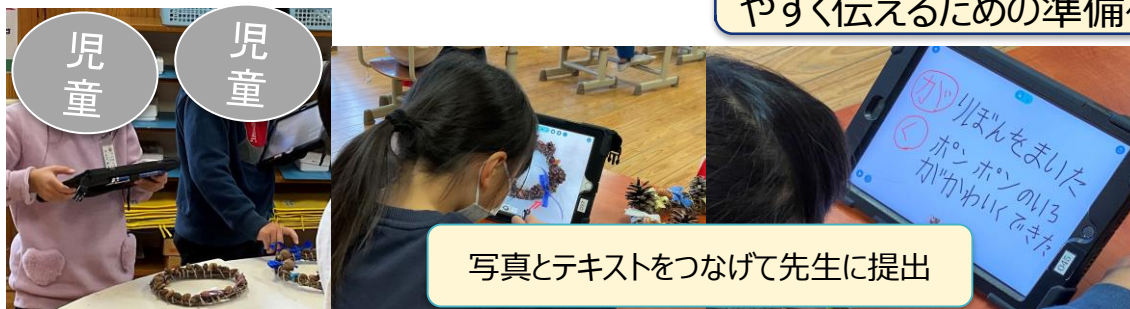 やすく伝えるための準備
児童
児童
が りぼんをまいた
く ポンポンのいろ
がかわいくできた
045
写真とテキストをつなげて先生に提出